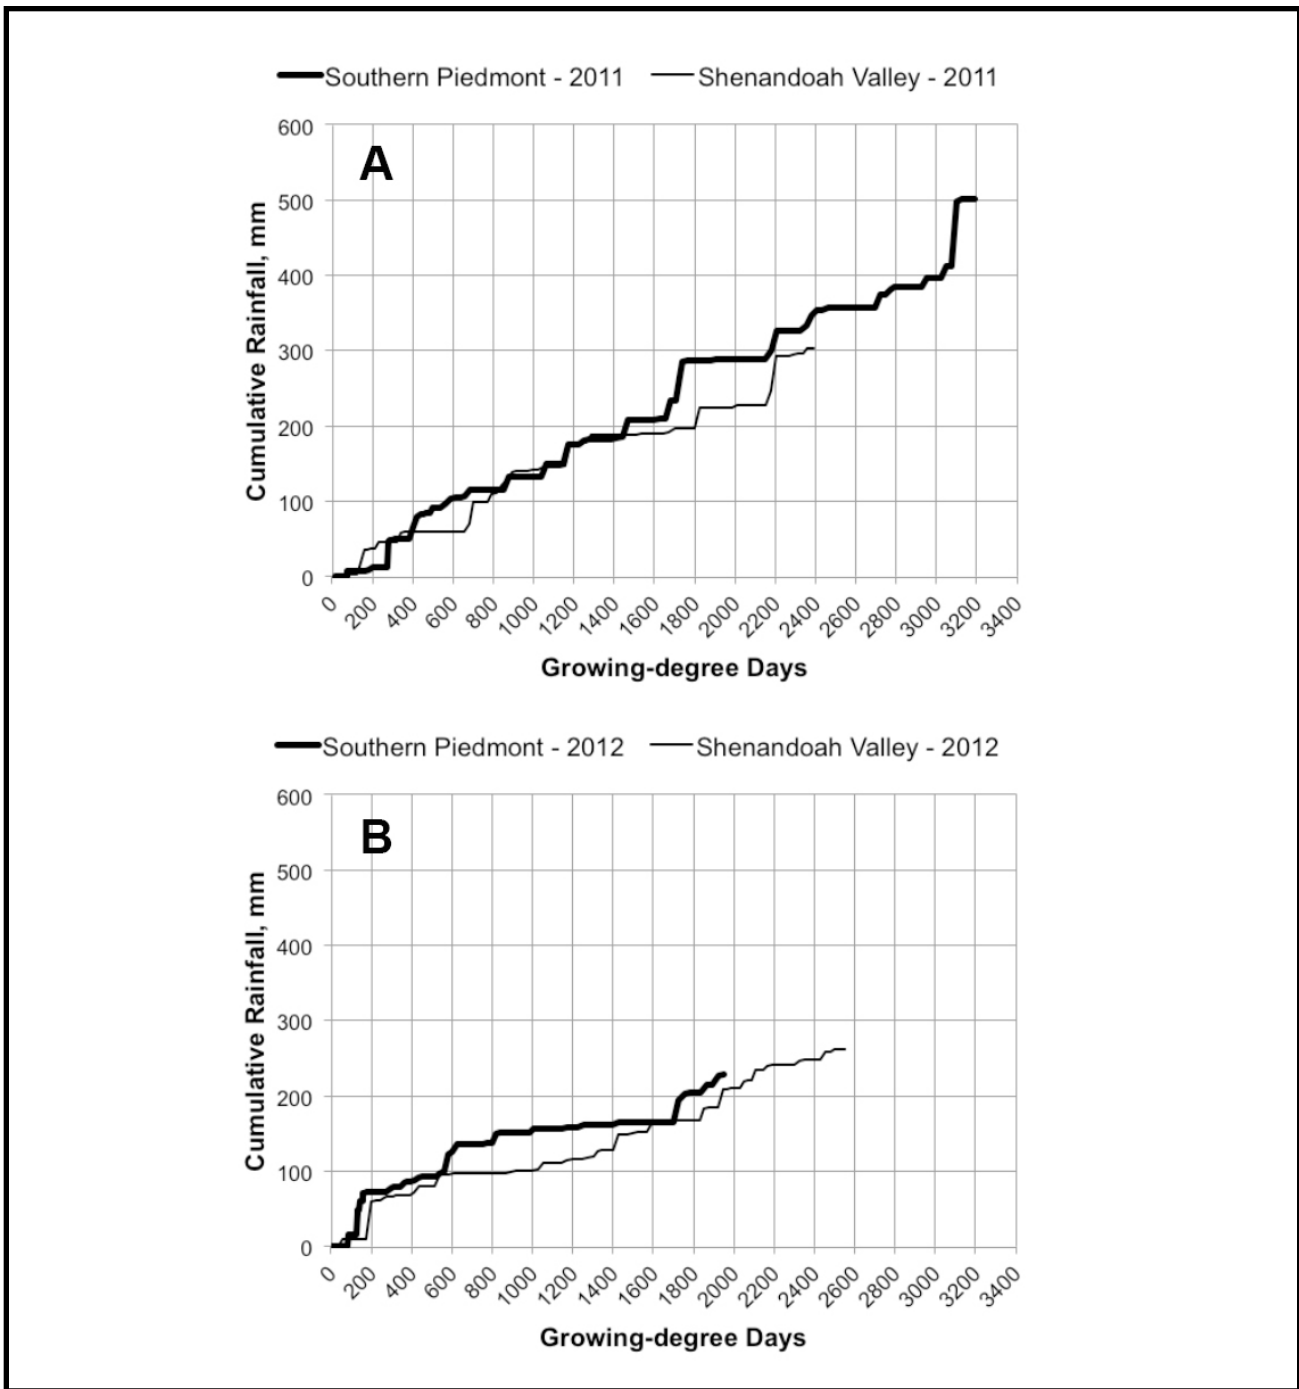 Southern Piedmont - 2011 Shenandoah Valley - 2011
A
Cumulative Rainfall, mm
600
500
400
300
200
100
0
0 200 400 600 800 1000 1200 1400 1600 1800 2000 2200 2400 2600 2800 3000 3200 3400
Growing-degree Days
Southern Piedmont - 2012 Shenandoah Valley - 2012
B
Cumulative Rainfall, mm
600
500
400
300
200
100
0
0 200 400 600 800 1000 1200 1400 1600 1800 2000 2200 2400 2600 2800 3000 3200 3400
Growing-degree Days